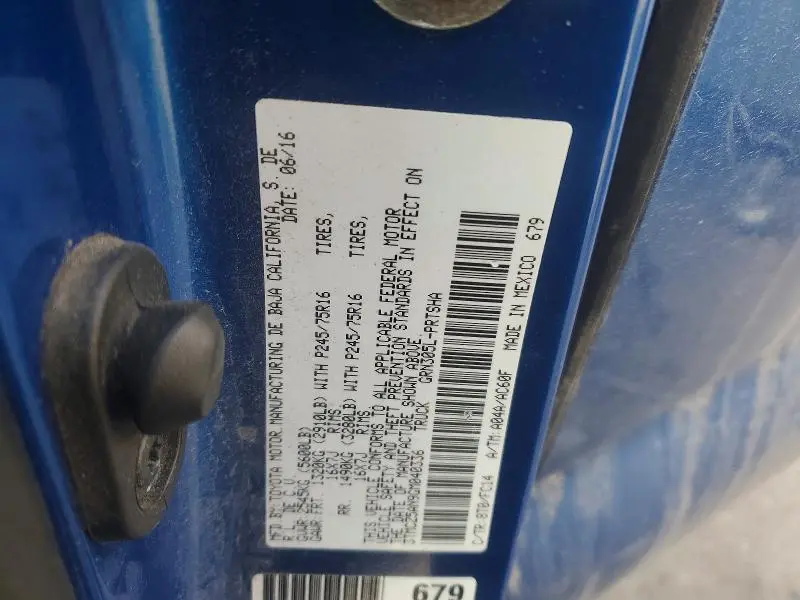 MFD. BY: TOYOTA MOTOR MANUFACTURING DE BAJA CALIFORNIA, S. DE
R. L. DE C.V. DATE: 06/16
GVWR 2545KG (5600LB)
GAWR: FRT. 1320KG (2910LB) WITH P245/75R16 TIRES,
16X7J RIMS
RR. 1490KG (3280LB) WITH P245/75R16 TIRES,
16X7J RIMS
THIS VEHICLE CONFORMS TO ALL APPLICABLE FEDERAL MOTOR
VEHICLE SAFETY AND THEFT PREVENTION STANDARDS IN EFFECT ON
THE DATE OF MANUFACTURE SHOWN ABOVE.
3TMCZ5AN9GM040336 TRUCK GRN305L-PRTSHA
C/TR:8T0/FC14 A/TM:A04A/AC60F MADE IN MEXICO 679
679